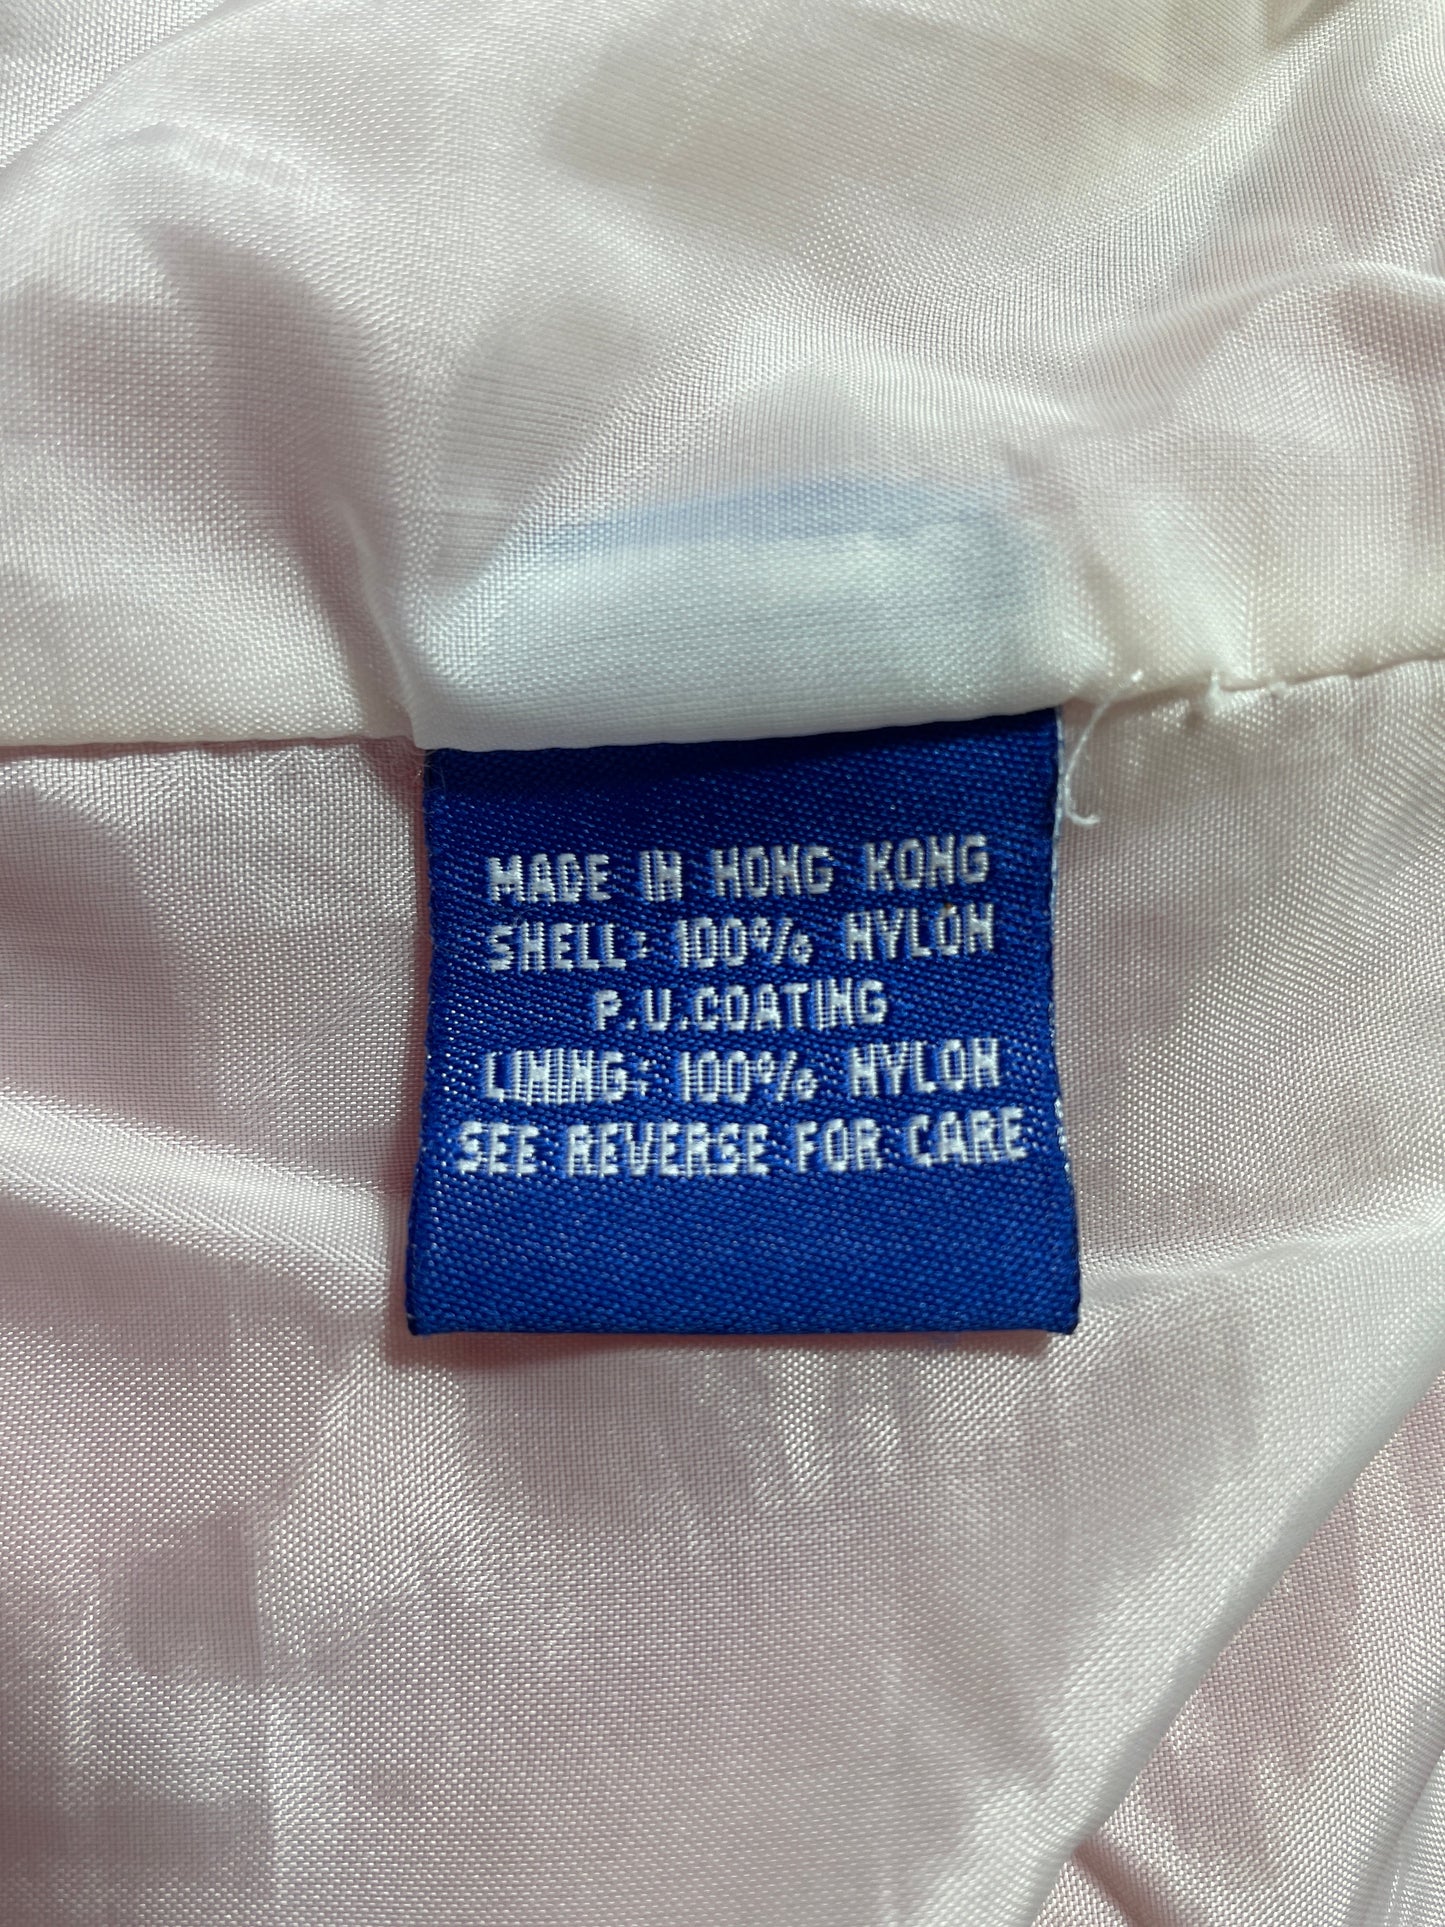 MADE IN HONG KONG
SHELL: 100% NYLON
P.U.COATING
LINING: 100% NYLON
SEE REVERSE FOR CARE